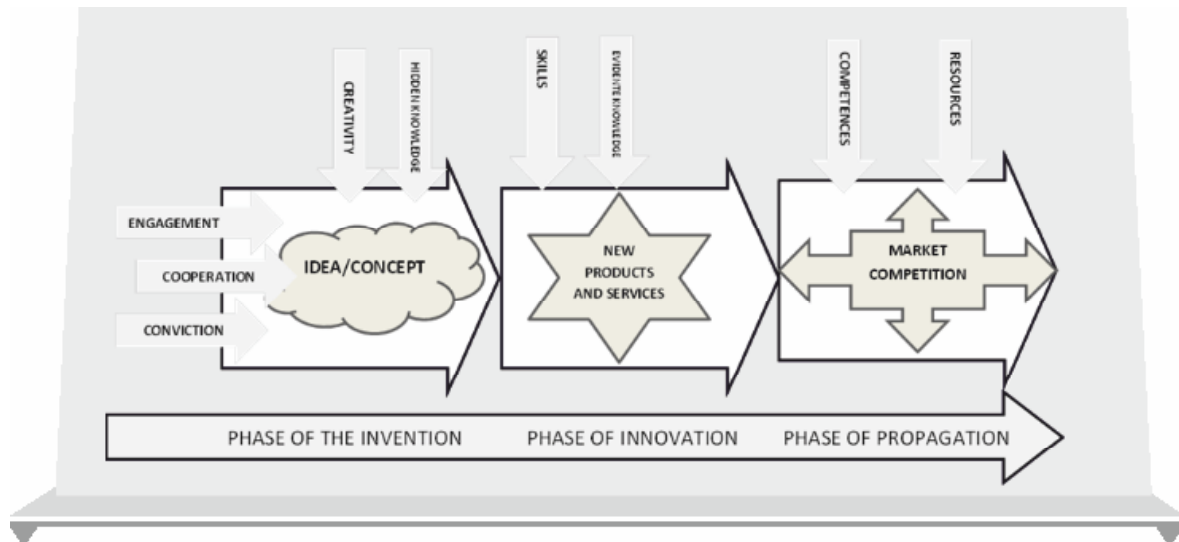 CREATIVITY
HIDDEN KNOWLEDGE
SKILLS
EVIDENTE KNOWLEDGE
COMPETENCES
RESOURCES
ENGAGEMENT
COOPERATION
CONVICTION
IDEA/CONCEPT
NEW
PRODUCTS
AND SERVICES
MARKET
COMPETITION
PHASE OF THE INVENTION
PHASE OF INNOVATION
PHASE OF PROPAGATION